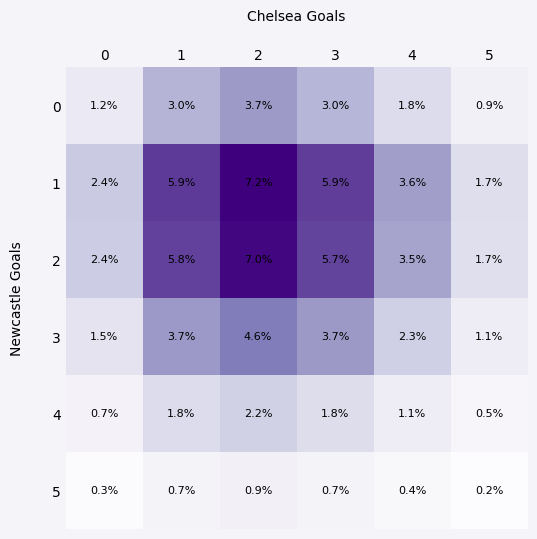 Chelsea Goals
0 1 2 3 4 5
0 1.2% 3.0% 3.7% 3.0% 1.8% 0.9%
1 2.4% 5.9% 7.2% 5.9% 3.6% 1.7%
2 2.4% 5.8% 7.0% 5.7% 3.5% 1.7%
3 1.5% 3.7% 4.6% 3.7% 2.3% 1.1%
4 0.7% 1.8% 2.2% 1.8% 1.1% 0.5%
5 0.3% 0.7% 0.9% 0.7% 0.4% 0.2%
Newcastle Goals